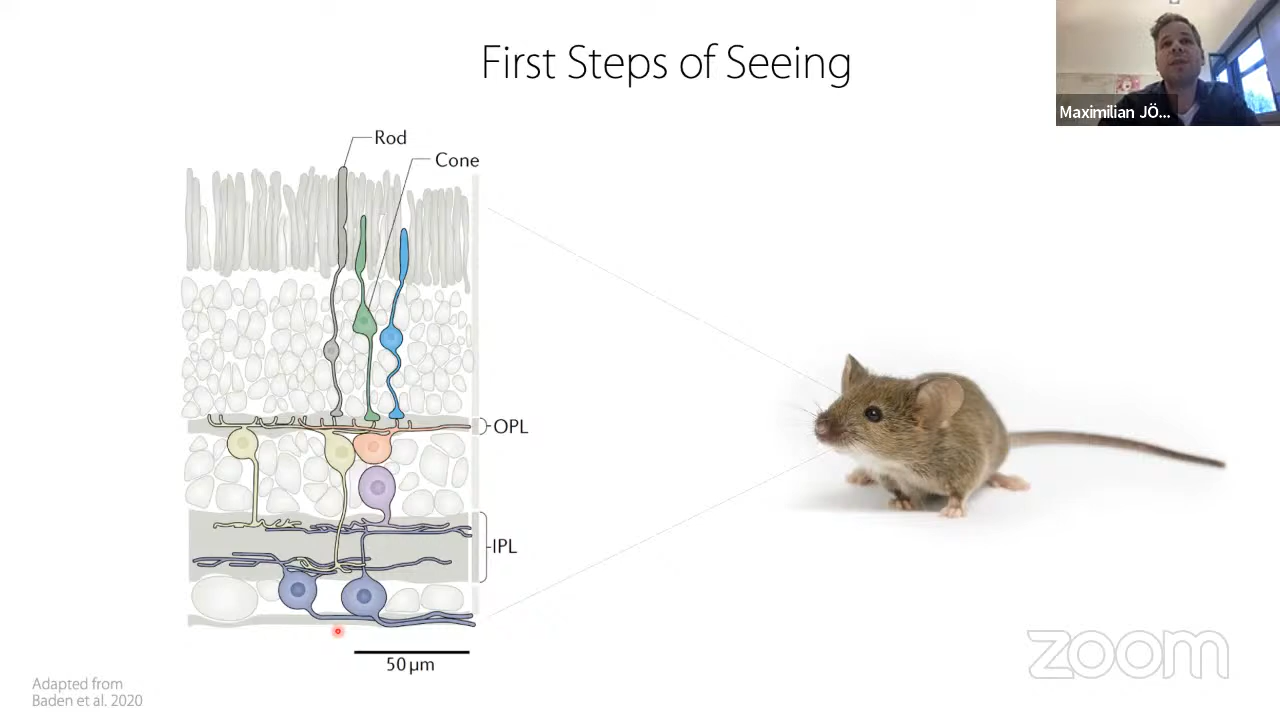 First Steps of Seeing
Maximilian JÖ...
Rod
Cone
OPL
IPL
50 µm
Adapted from
Baden et al. 2020
zoom